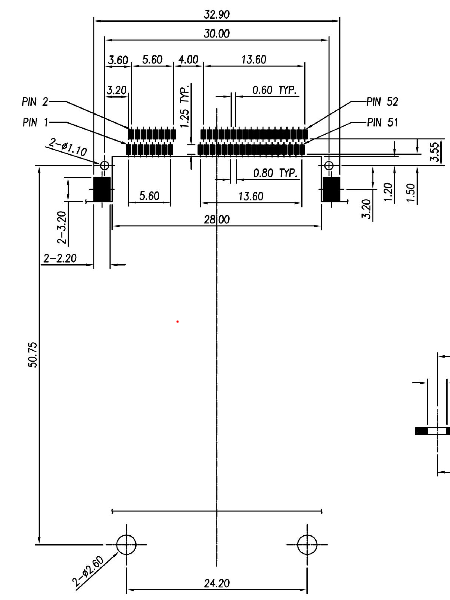 32.90
30.00
3.60
5.60
4.00
13.60
3.20
1.25 TYP.
0.60 TYP.
PIN 2
PIN 52
PIN 1
PIN 51
2-ø1.10
3.55
0.80 TYP.
5.60
13.60
1.20
1.50
3.20
2-3.20
28.00
2-2.20
50.75
2-ø2.60
24.20